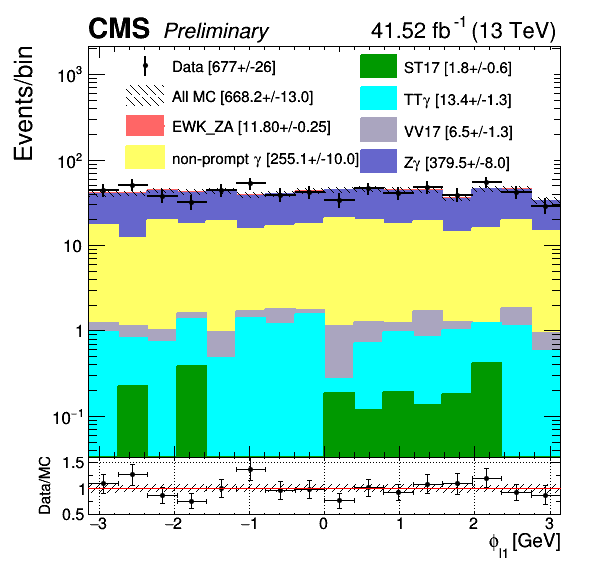 CMS Preliminary 41.52 fb⁻¹ (13 TeV)
Events/bin
Data [677+/-26]
All MC [668.2+/-13.0]
EWK_ZA [11.80+/-0.25]
non-prompt γ [255.1+/-10.0]
ST17 [1.8+/-0.6]
TTγ [13.4+/-1.3]
VV17 [6.5+/-1.3]
Zγ [379.5+/-8.0]
10³
10²
10
1
10⁻¹
Data/MC
1.5
1
0.5
−3 −2 −1 0 1 2 3
ϕ_l1 [GeV]